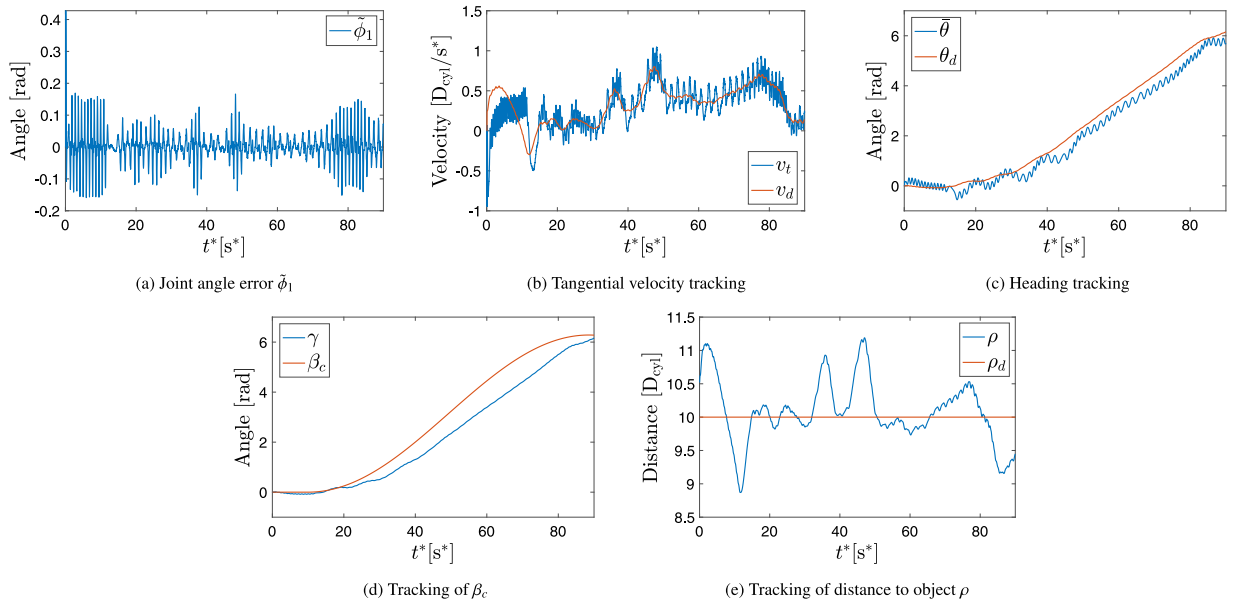 0.4
0.3
0.2
0.1
0
-0.1
-0.2
0 20 40 60 80
Angle [rad]
t*[s*]
ϕ̃₁
(a) Joint angle error ϕ̃₁
1.5
1
0.5
0
-0.5
-1
0 20 40 60 80
Velocity [D_cyl/s*]
t*[s*]
v_t
v_d
(b) Tangential velocity tracking
6
4
2
0
0 20 40 60 80
Angle [rad]
t*[s*]
θ̄
θ_d
(c) Heading tracking
6
4
2
0
0 20 40 60 80
Angle [rad]
t*[s*]
γ
β_c
(d) Tracking of β_c
11.5
11
10.5
10
9.5
9
8.5
0 20 40 60 80
Distance [D_cyl]
t*[s*]
ρ
ρ_d
(e) Tracking of distance to object ρ